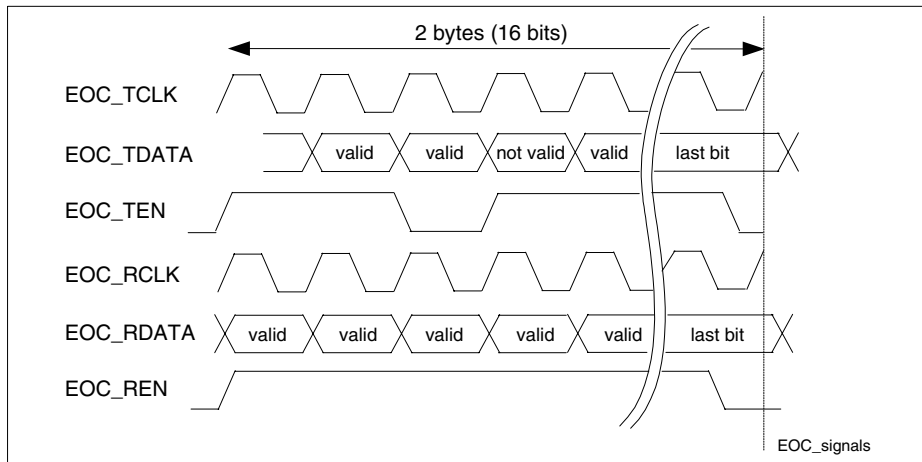 2 bytes (16 bits)
EOC_TCLK
EOC_TDATA
valid
valid
not valid
valid
last bit
EOC_TEN
EOC_RCLK
EOC_RDATA
valid
valid
valid
valid
valid
last bit
EOC_REN
EOC_signals